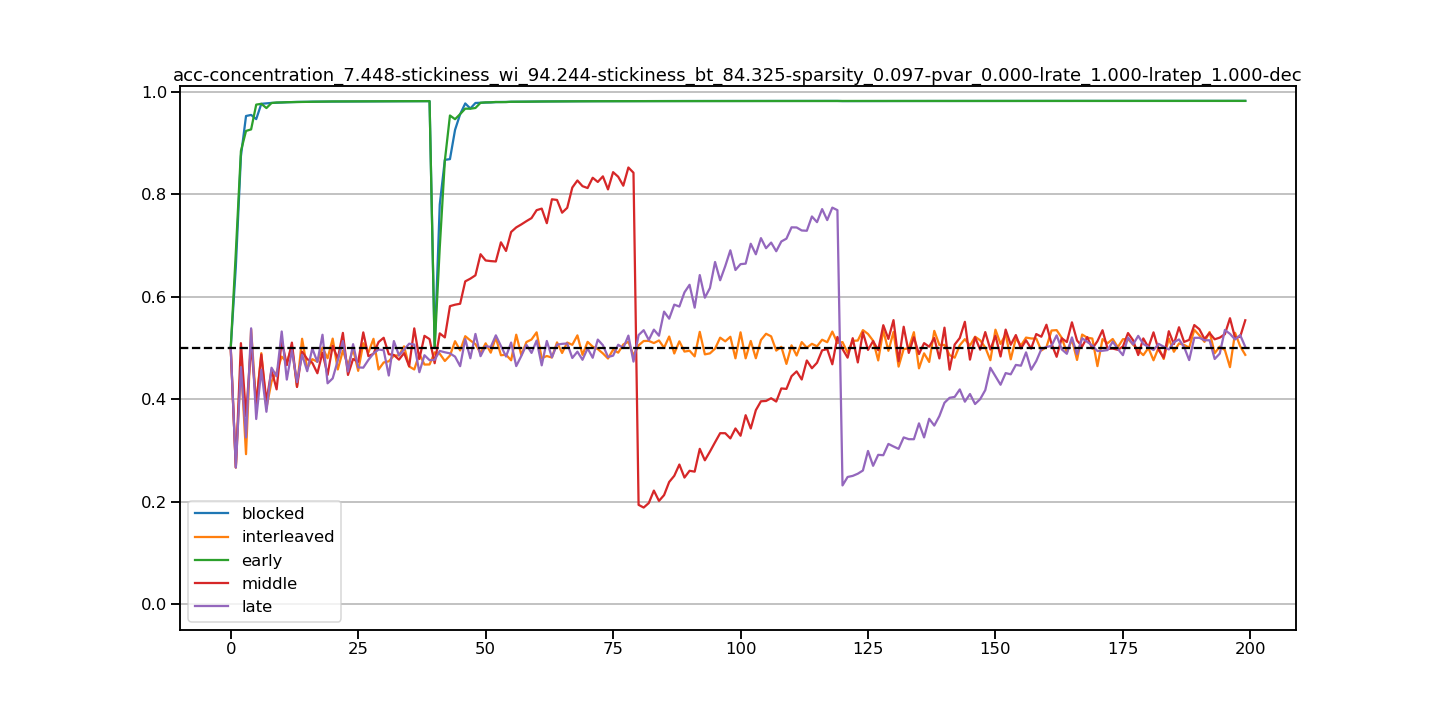 acc-concentration_7.448-stickiness_wi_94.244-stickiness_bt_84.325-sparsity_0.097-pvar_0.000-lrate_1.000-lratep_1.000-dec
1.0
0.8
0.6
0.5
0.4
0.2
0.0
blocked
interleaved
early
middle
late
0 25 50 75 100 125 150 175 200